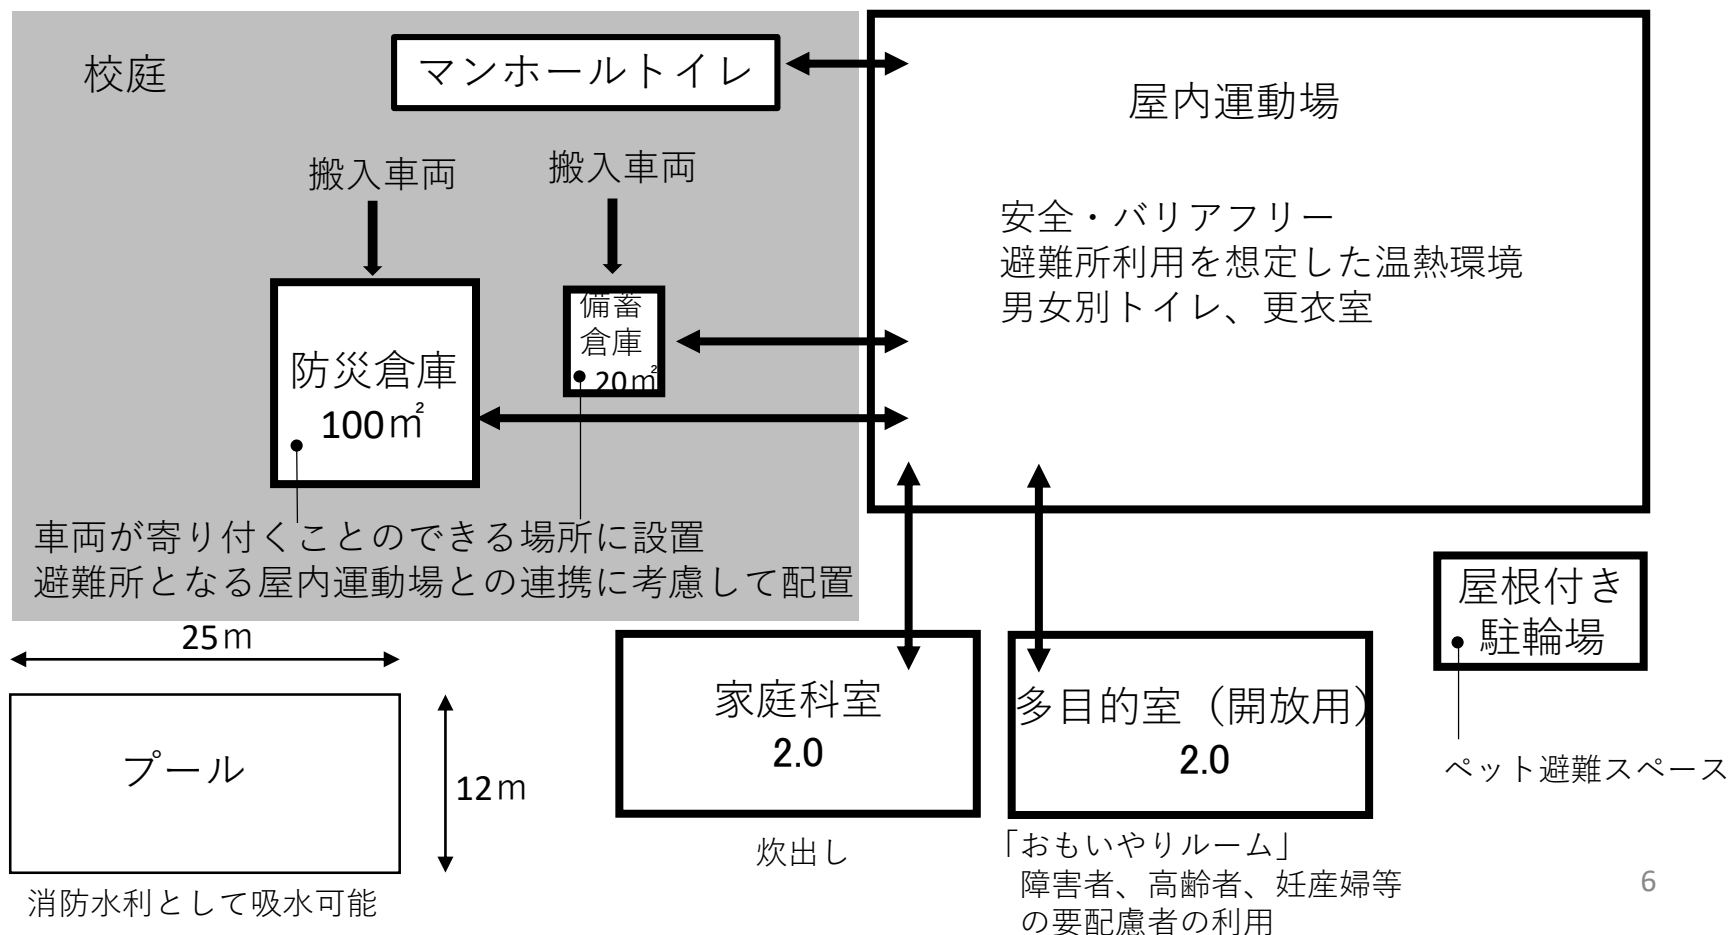 校庭
マンホールトイレ
屋内運動場
搬入車両
搬入車両
安全・バリアフリー
避難所利用を想定した温熱環境
男女別トイレ、更衣室
備蓄
倉庫
20㎡
防災倉庫
100㎡
車両が寄り付くことのできる場所に設置
避難所となる屋内運動場との連携に考慮して配置
屋根付き
駐輪場
ペット避難スペース
25m
プール
12m
消防水利として吸水可能
家庭科室
2.0
炊出し
多目的室（開放用）
2.0
「おもいやりルーム」
障害者、高齢者、妊産婦等
の要配慮者の利用
6